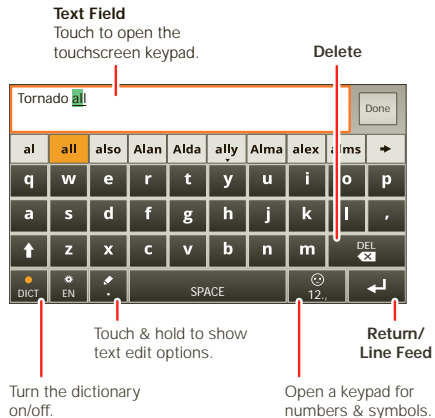 Text Field
Touch to open the
touchscreen keypad.
Delete
Tornado all
Done
al all also Alan Alda ally Alma alex alms
q w e r t y u i o p
a s d f g h j k l ,
z x c v b n m DEL
DICT EN . SPACE 12.,
Touch & hold to show
text edit options.
Return/
Line Feed
Turn the dictionary
on/off.
Open a keypad for
numbers & symbols.